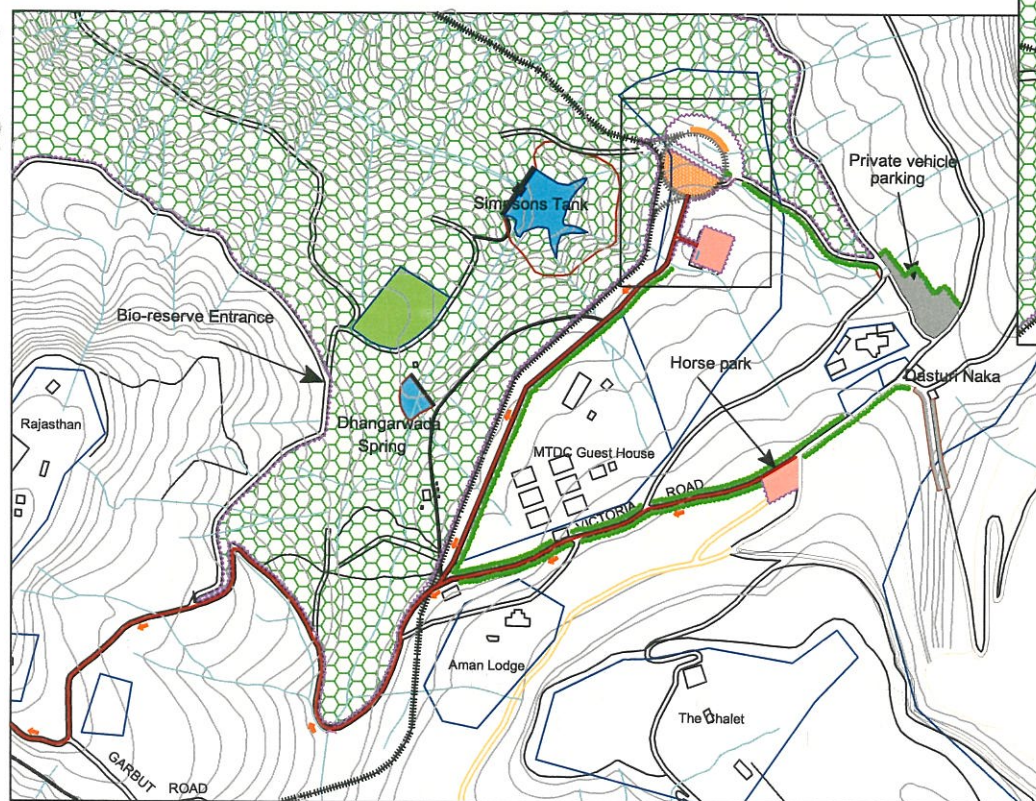 Private vehicle
parking
Simpsons Tank
Bio-reserve Entrance
Horse park
Dasturi Naka
Rajasthan
Dhangarwada
Spring
MTDC Guest House
VICTORIA ROAD
Aman Lodge
The Chalet
GARBUT ROAD